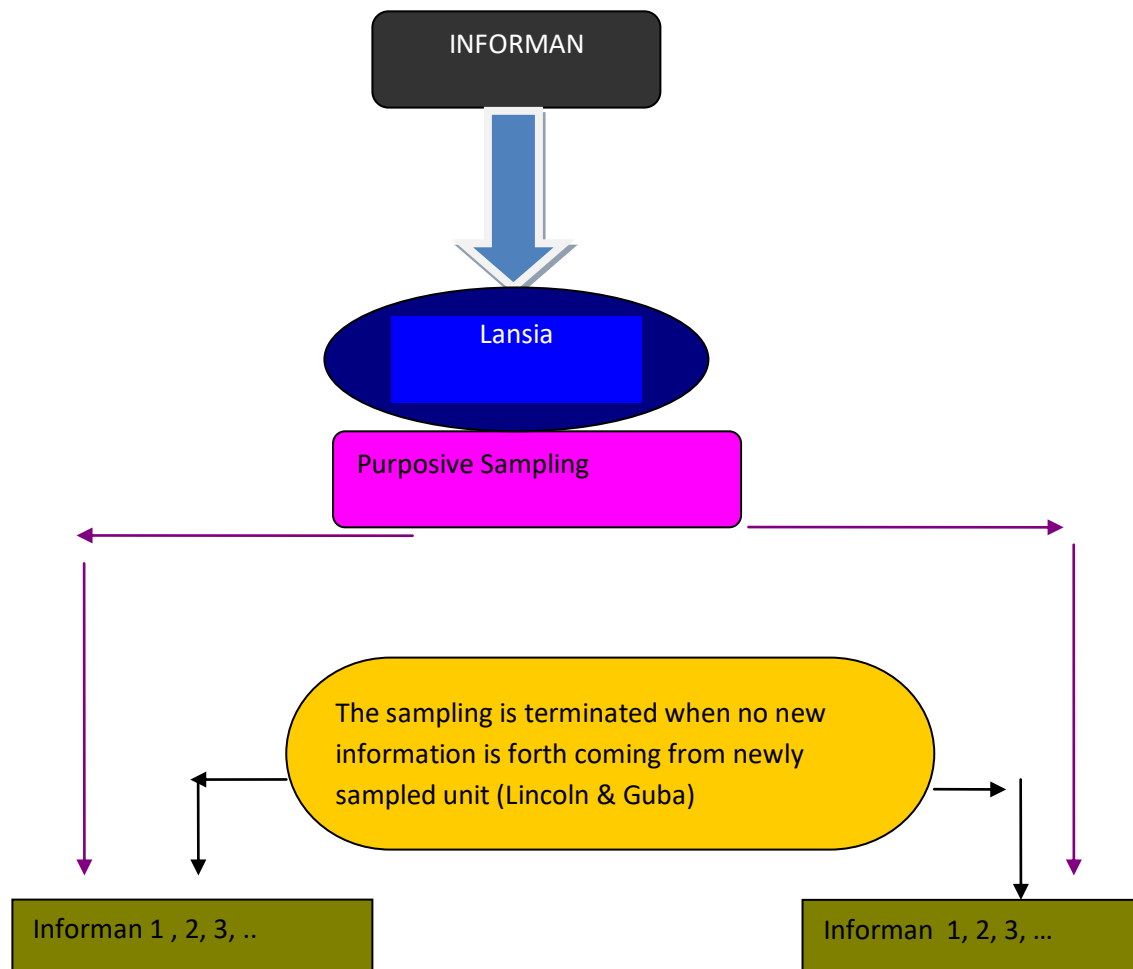 INFORMAN
Lansia
Purposive Sampling
The sampling is terminated when no new
information is forth coming from newly
sampled unit (Lincoln & Guba)
Informan 1 , 2, 3, ..
Informan  1, 2, 3, …